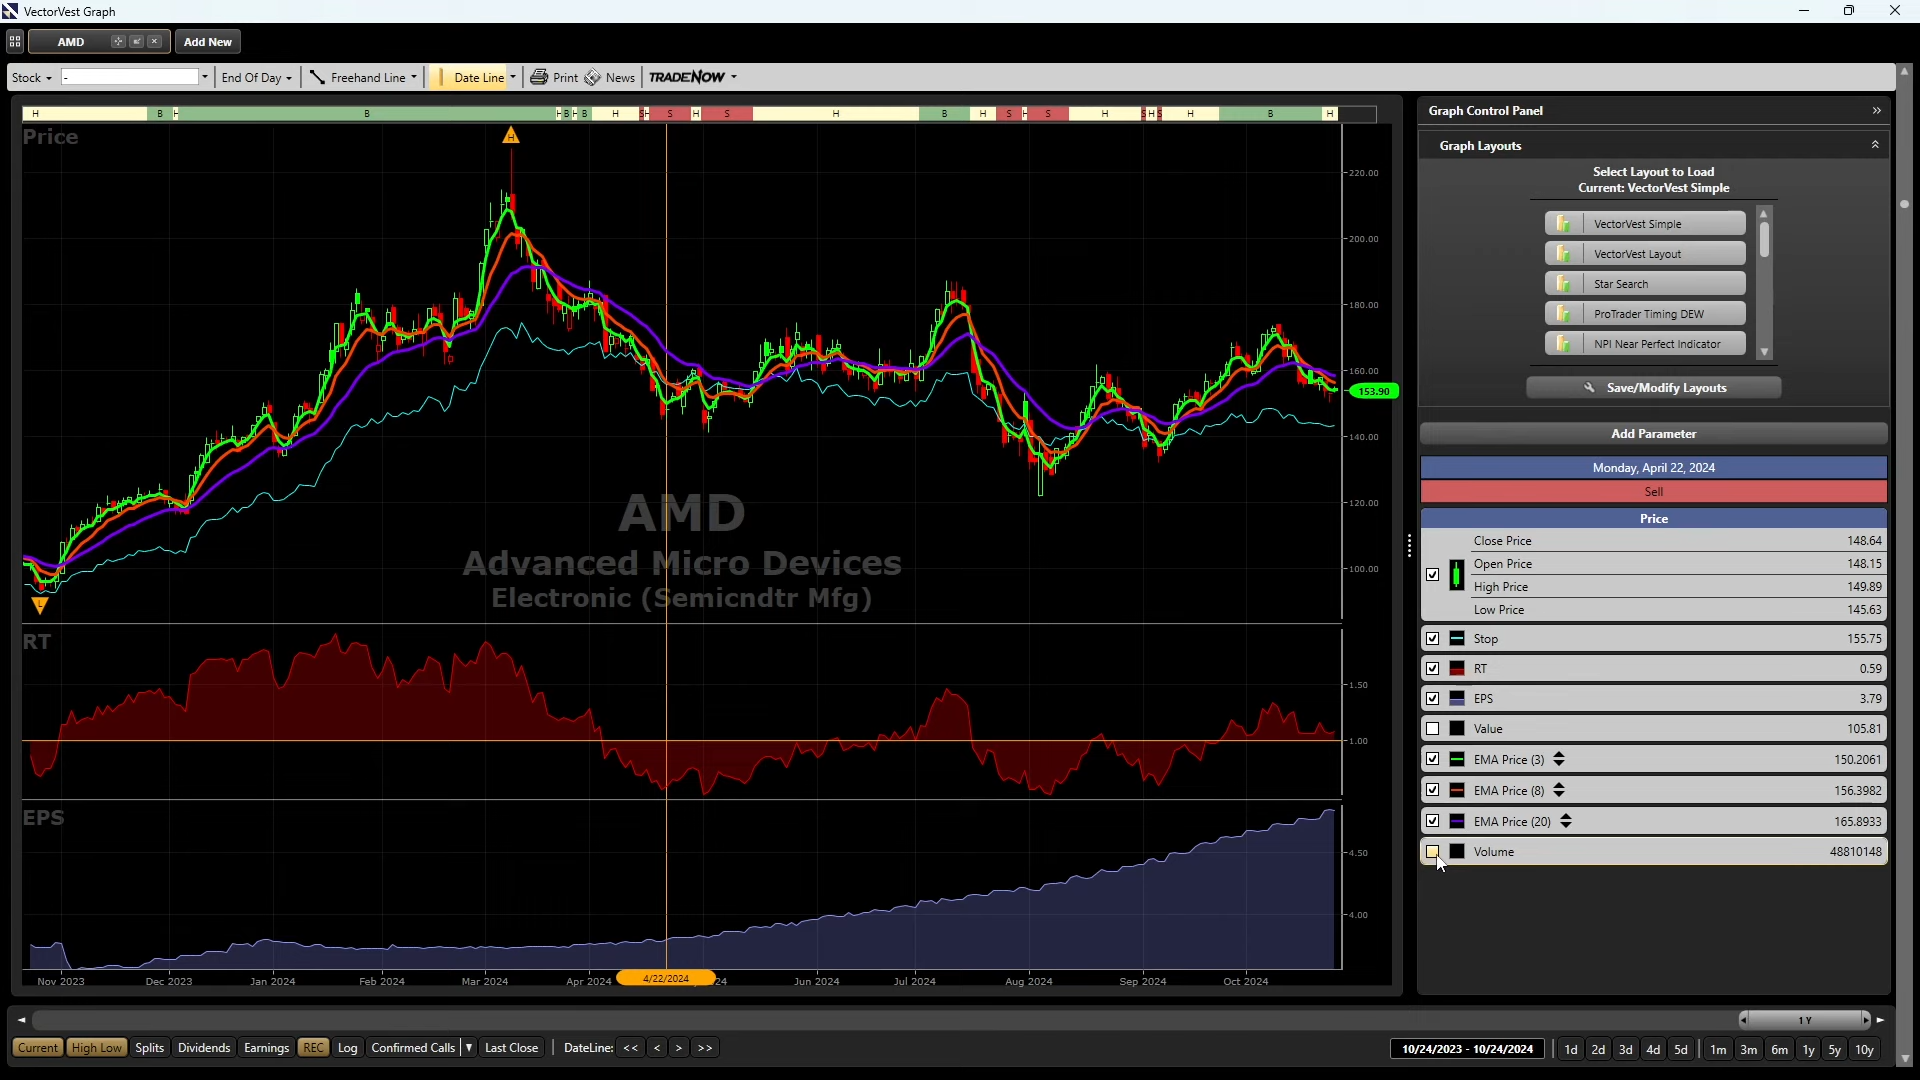 VectorVest Graph
AMD Add New
Stock - End Of Day Freehand Line Date Line Print News TRADENOW
H B H B H B H B H S H S H S H B H S H S H S H S H B H
Price
H
220.00
200.00
180.00
160.00
153.90
140.00
120.00
100.00
AMD
Advanced Micro Devices
Electronic (Semicndtr Mfg)
L
RT
1.50
1.00
EPS
4.50
4.00
Nov 2023 Dec 2023 Jan 2024 Feb 2024 Mar 2024 Apr 2024 4/22/2024 24 Jun 2024 Jul 2024 Aug 2024 Sep 2024 Oct 2024
1 Y
Current High Low Splits Dividends Earnings REC Log Confirmed Calls Last Close DateLine: << < > >> 10/24/2023 - 10/24/2024 1d 2d 3d 4d 5d 1m 3m 6m 1y 5y 10y
Graph Control Panel
Graph Layouts
Select Layout to Load
Current: VectorVest Simple
VectorVest Simple
VectorVest Layout
Star Search
ProTrader Timing DEW
NPI Near Perfect Indicator
Save/Modify Layouts
Add Parameter
Monday, April 22, 2024
Sell
Price
Close Price 148.64
Open Price 148.15
High Price 149.89
Low Price 145.63
Stop 155.75
RT 0.59
EPS 3.79
Value 105.81
EMA Price (3) 150.2061
EMA Price (8) 156.3982
EMA Price (20) 165.8933
Volume 48810148